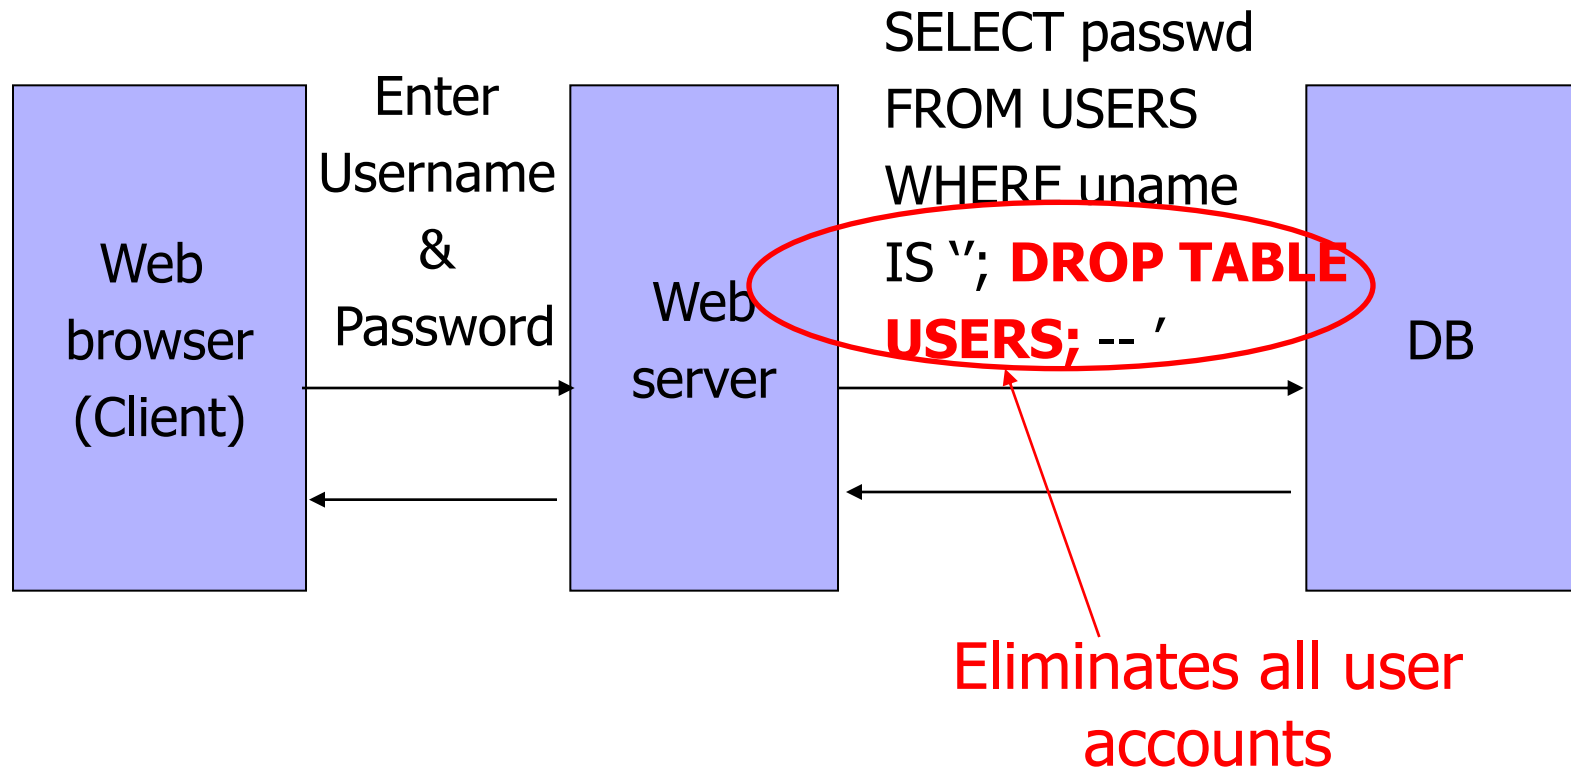 Web
browser
(Client)
Enter
Username
&
Password
Web
server
SELECT passwd
FROM USERS
WHERE uname
IS ‘’; DROP TABLE
USERS; -- ’
DB
Eliminates all user
accounts